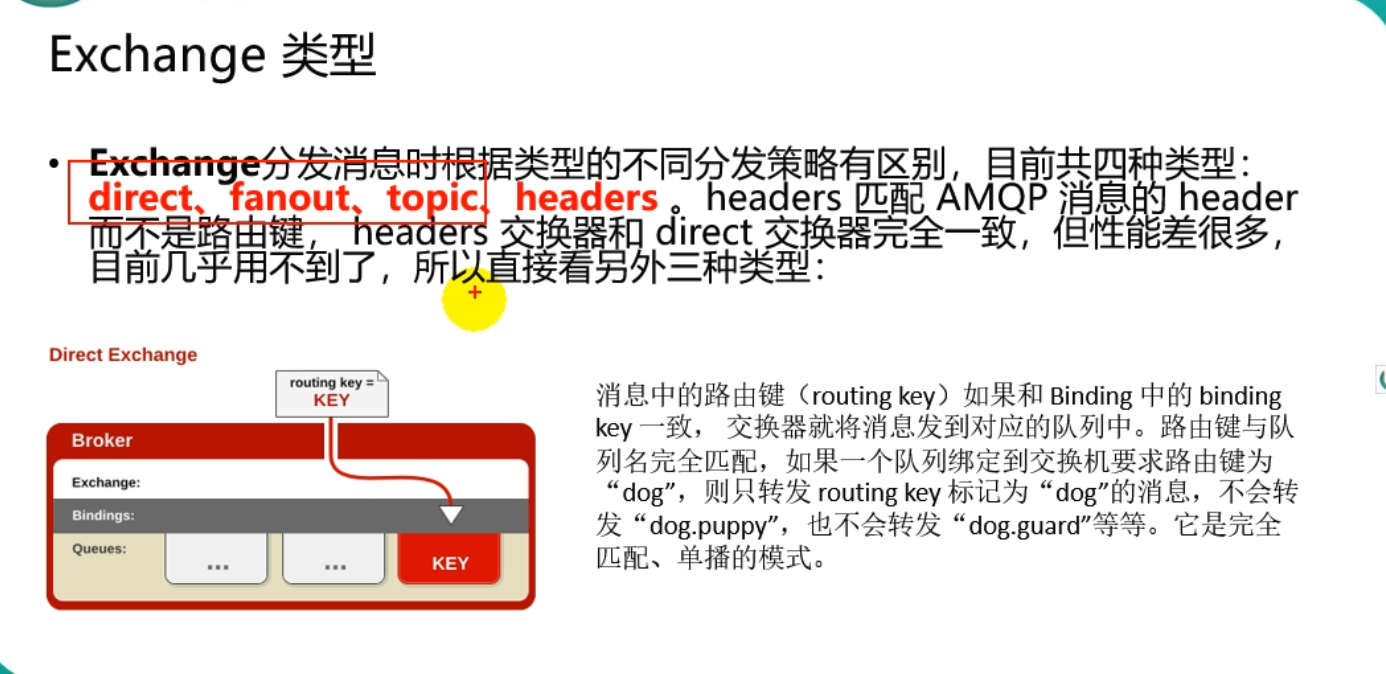 Exchange 类型
• Exchange分发消息时根据类型的不同分发策略有区别，目前共四种类型：
direct、fanout、topic、headers 。headers 匹配 AMQP 消息的 header
而不是路由键， headers 交换器和 direct 交换器完全一致，但性能差很多，
目前几乎用不到了，所以直接看另外三种类型：
Direct Exchange
routing key =
KEY
Broker
Exchange:
Bindings:
Queues:
...
...
KEY
消息中的路由键（routing key）如果和 Binding 中的 binding
key 一致， 交换器就将消息发到对应的队列中。路由键与队
列名完全匹配，如果一个队列绑定到交换机要求路由键为
“dog”，则只转发 routing key 标记为“dog”的消息，不会转
发“dog.puppy”，也不会转发“dog.guard”等等。它是完全
匹配、单播的模式。